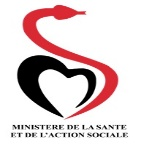 MINISTERE DE LA SANTE
ET DE L'ACTION SOCIALE